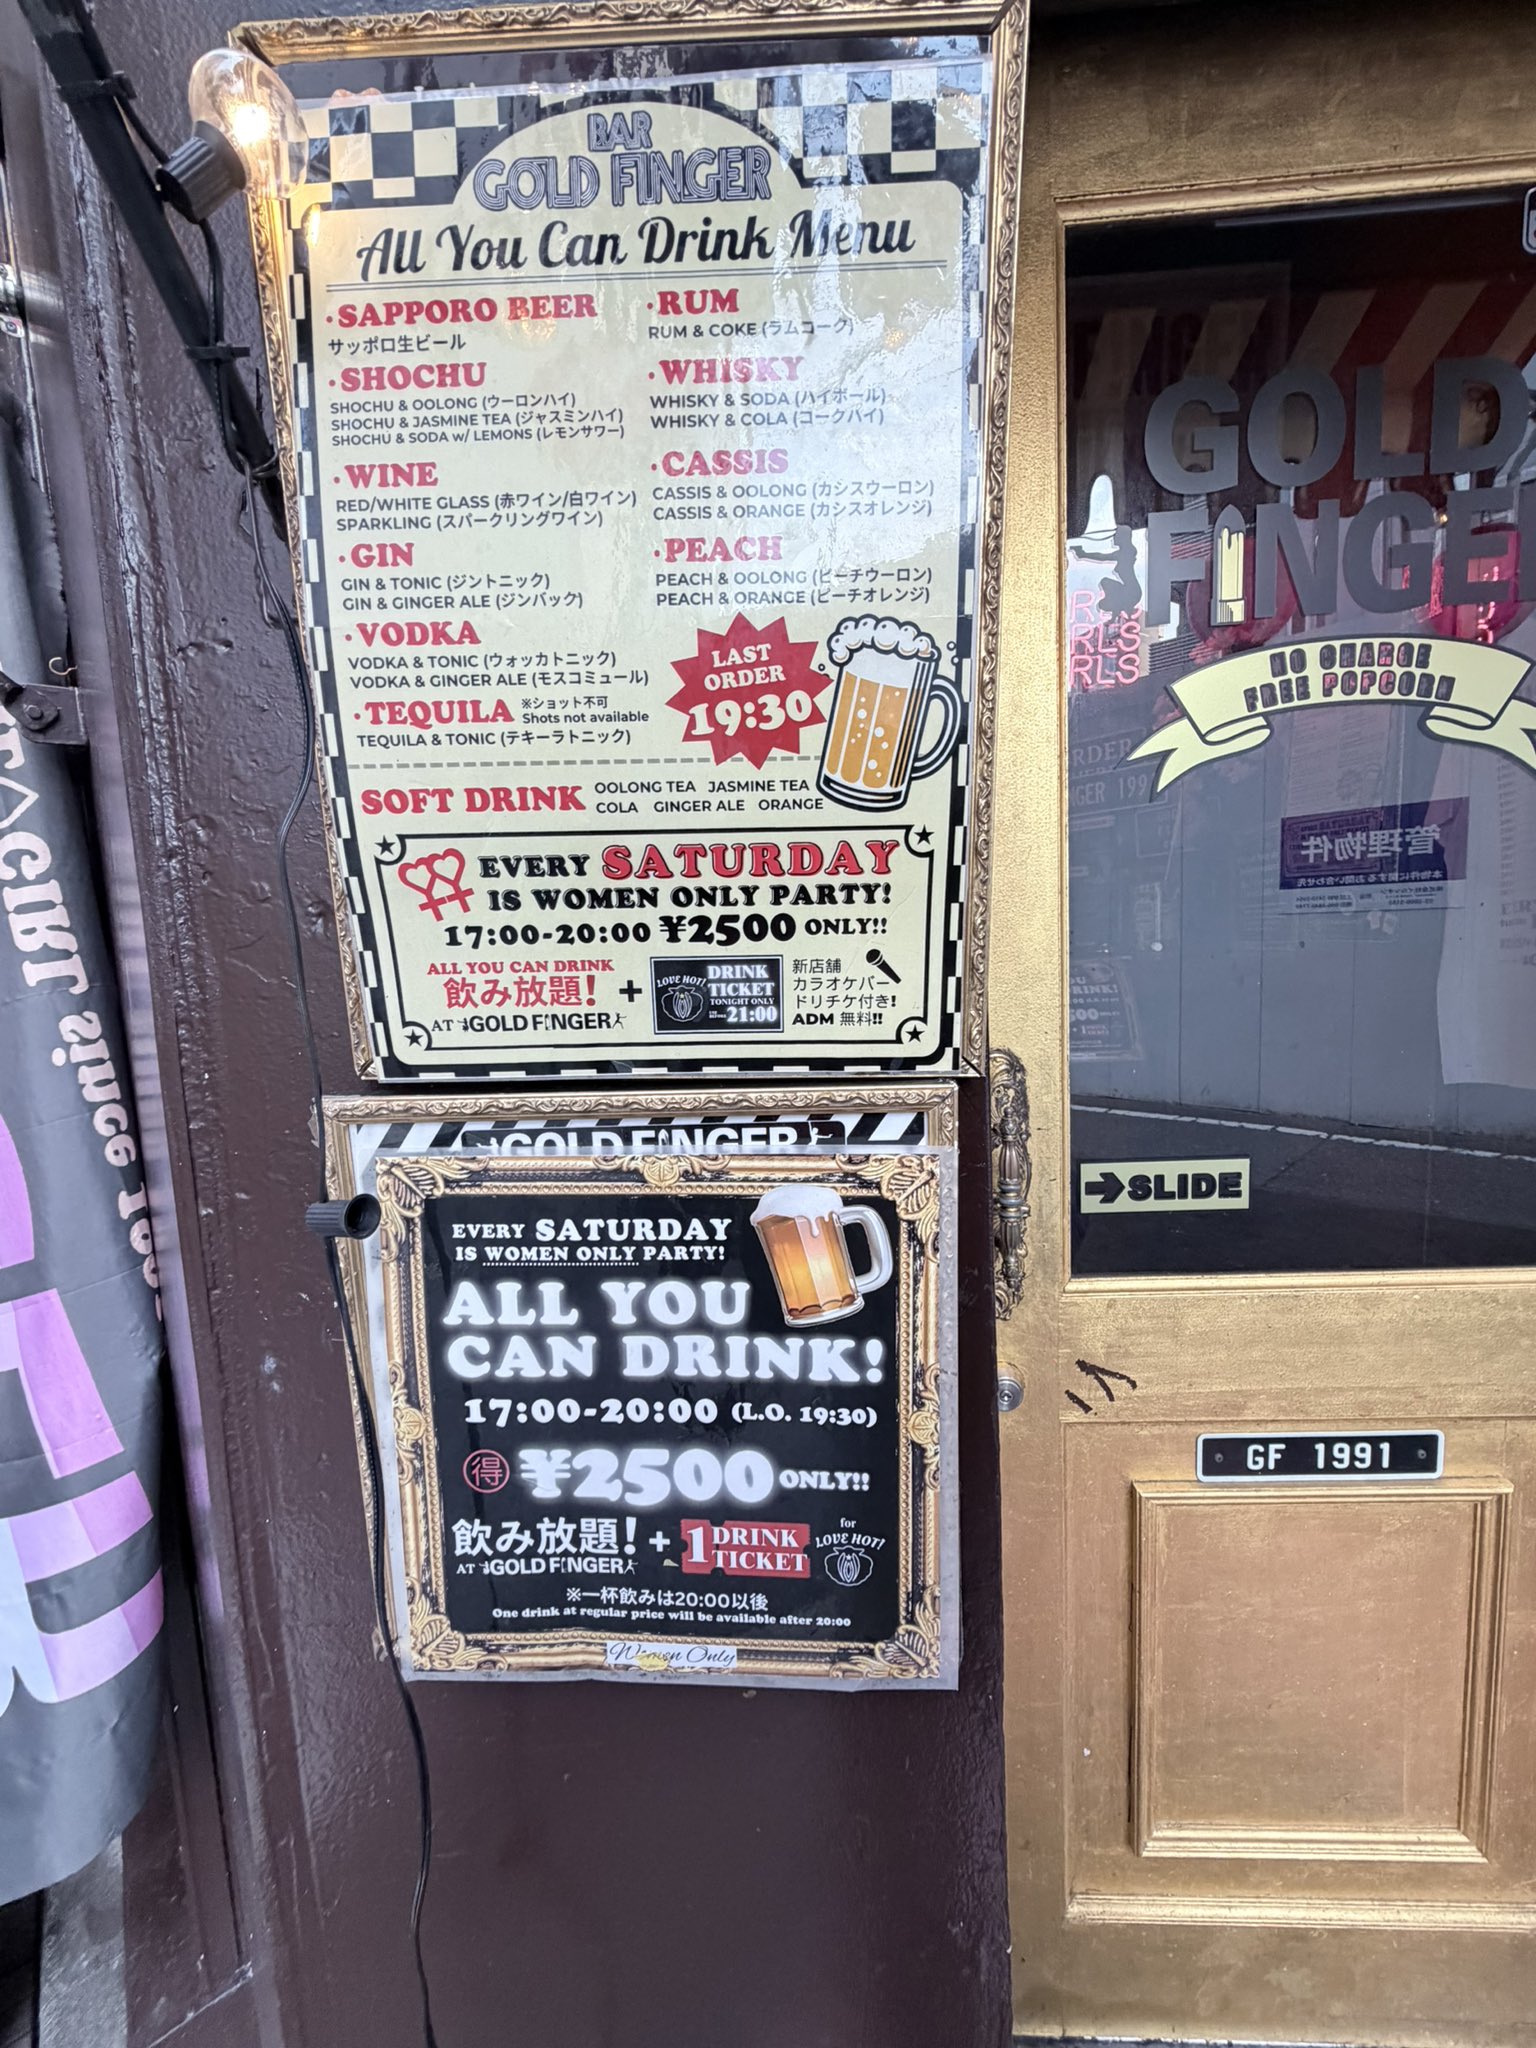 BAR
GOLD FINGER
All You Can Drink Menu
・SAPPORO BEER
サッポロ生ビール
・SHOCHU
SHOCHU & OOLONG (ウーロンハイ)
SHOCHU & JASMINE TEA (ジャスミンハイ)
SHOCHU & SODA w/ LEMONS (レモンサワー)
・WINE
RED/WHITE GLASS (赤ワイン/白ワイン)
SPARKLING (スパークリングワイン)
・GIN
GIN & TONIC (ジントニック)
GIN & GINGER ALE (ジンバック)
・VODKA
VODKA & TONIC (ウォッカトニック)
VODKA & GINGER ALE (モスコミュール)
・TEQUILA ※ショット不可
Shots not available
TEQUILA & TONIC (テキーラトニック)
・RUM
RUM & COKE (ラムコーク)
・WHISKY
WHISKY & SODA (ハイボール)
WHISKY & COLA (コークハイ)
・CASSIS
CASSIS & OOLONG (カシスウーロン)
CASSIS & ORANGE (カシスオレンジ)
・PEACH
PEACH & OOLONG (ピーチウーロン)
PEACH & ORANGE (ピーチオレンジ)
LAST
ORDER
19:30
SOFT DRINK
OOLONG TEA JASMINE TEA
COLA GINGER ALE ORANGE
EVERY SATURDAY
IS WOMEN ONLY PARTY!
17:00-20:00 ¥2500 ONLY!!
ALL YOU CAN DRINK
飲み放題!
AT GOLD FINGER
+
LOVE HOT!
DRINK
TICKET
TONIGHT ONLY
21:00
新店舗
カラオケバー
ドリチケ付き!
ADM 無料!!
GOLD FINGER
EVERY SATURDAY
IS WOMEN ONLY PARTY!
ALL YOU
CAN DRINK!
17:00-20:00 (L.O. 19:30)
得 ¥2500 ONLY!!
飲み放題! + 1 DRINK TICKET for LOVE HOT!
AT GOLD FINGER
※一杯飲みは20:00以後
One drink at regular price will be available after 20:00
Women Only
GOLD
FINGE
NO CHARGE
FREE POPCORN
RLS
RLS
管理物件
→SLIDE
GF 1991
since